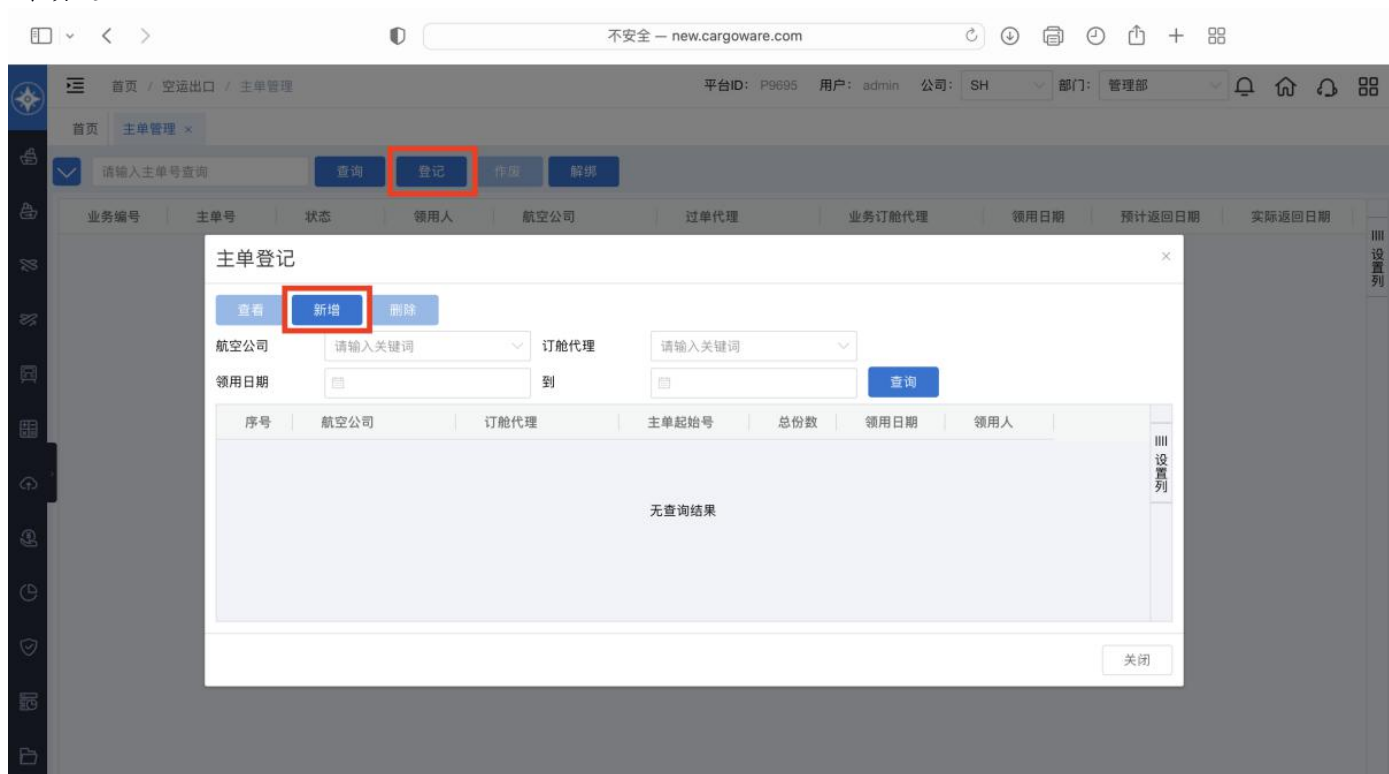 不安全 — new.cargoware.com
首页 / 空运出口 / 主单管理
平台ID: P9695 用户: admin 公司: SH 部门: 管理部
首页 主单管理 ×
请输入主单号查询 查询 登记 作废 解绑
业务编号 主单号 状态 领用人 航空公司 过单代理 业务订舱代理 领用日期 预计返回日期 实际返回日期
设置列
主单登记 ×
查看 新增 删除
航空公司 请输入关键词 订舱代理 请输入关键词
领用日期 到 查询
序号 航空公司 订舱代理 主单起始号 总份数 领用日期 领用人
设置列
无查询结果
关闭